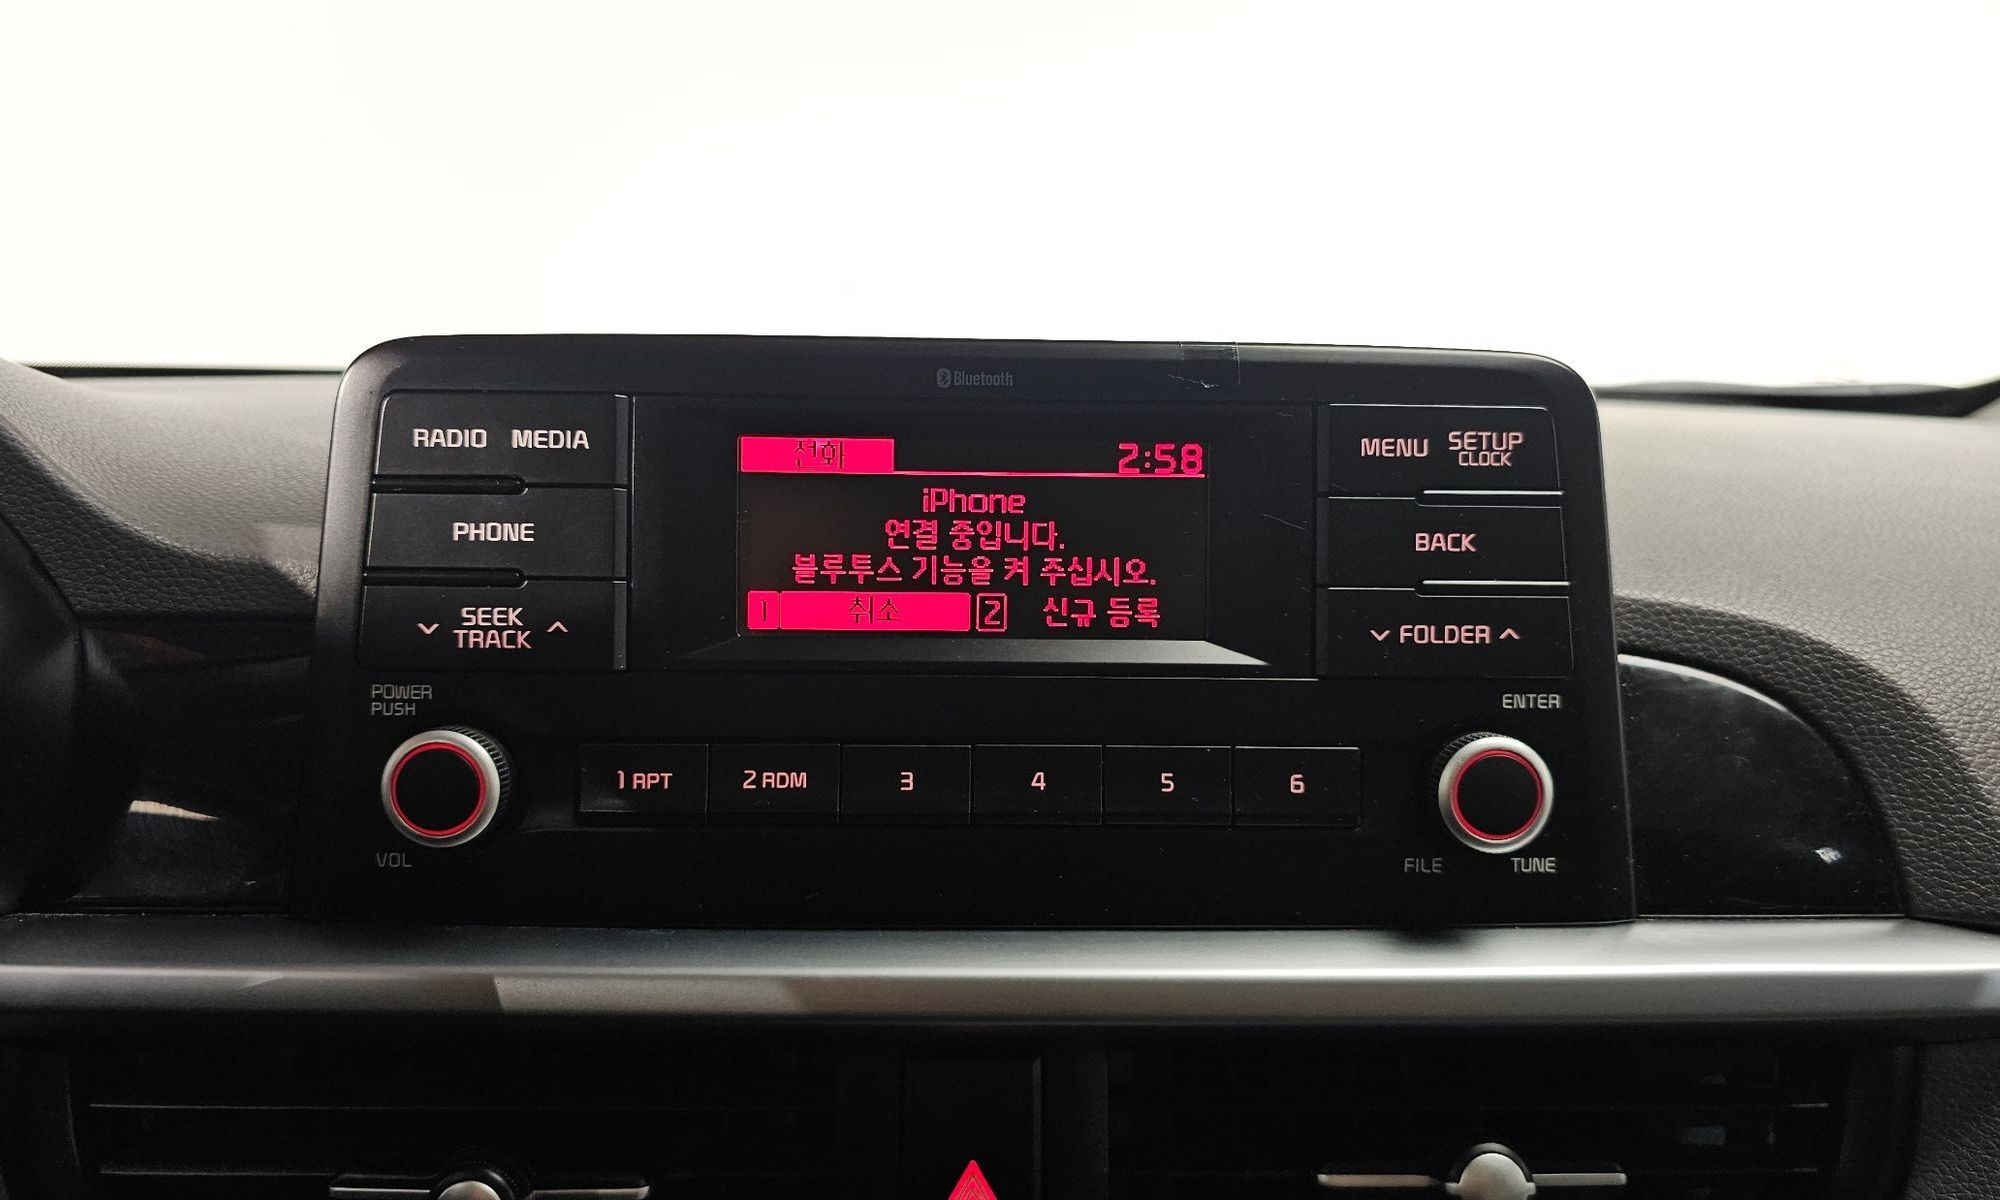 Bluetooth
RADIO MEDIA
PHONE
SEEK
TRACK
POWER
PUSH
VOL
전화 2:58
iPhone
연결 중입니다.
블루투스 기능을 켜 주십시오.
1 취소 2 신규 등록
MENU SETUP
CLOCK
BACK
FOLDER
ENTER
FILE TUNE
1 RPT 2 RDM 3 4 5 6